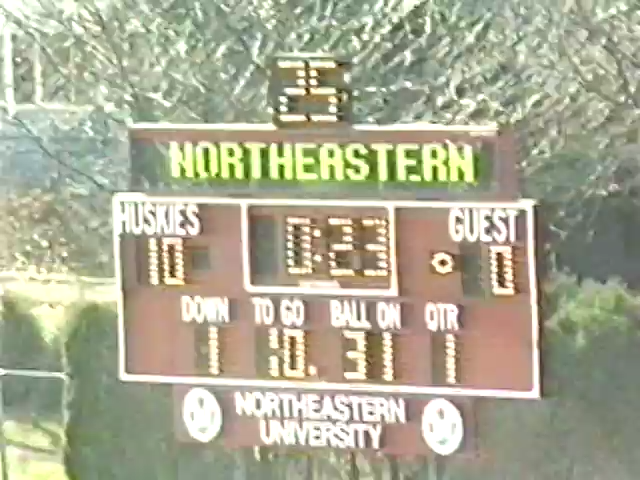 25
NORTHEASTERN
HUSKIES GUEST
10 0:23 0
DOWN TO GO BALL ON QTR
1 10 31 1
NORTHEASTERN
UNIVERSITY